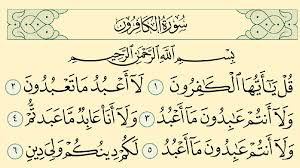 سُورَةُ الكَافِرُون
بِسْمِ ٱللَّهِ ٱلرَّحْمَٰنِ ٱلرَّحِيمِ
قُلْ يَٰٓأَيُّهَا ٱلْكَٰفِرُونَ ١ لَآ أَعْبُدُ مَا تَعْبُدُونَ ٢
وَلَآ أَنتُمْ عَٰبِدُونَ مَآ أَعْبُدُ ٣ وَلَآ أَنَا۠ عَابِدٌ مَّا عَبَدتُّمْ ٤
وَلَآ أَنتُمْ عَٰبِدُونَ مَآ أَعْبُدُ ٥ لَكُمْ دِينُكُمْ وَلِيَ دِينِ ٦